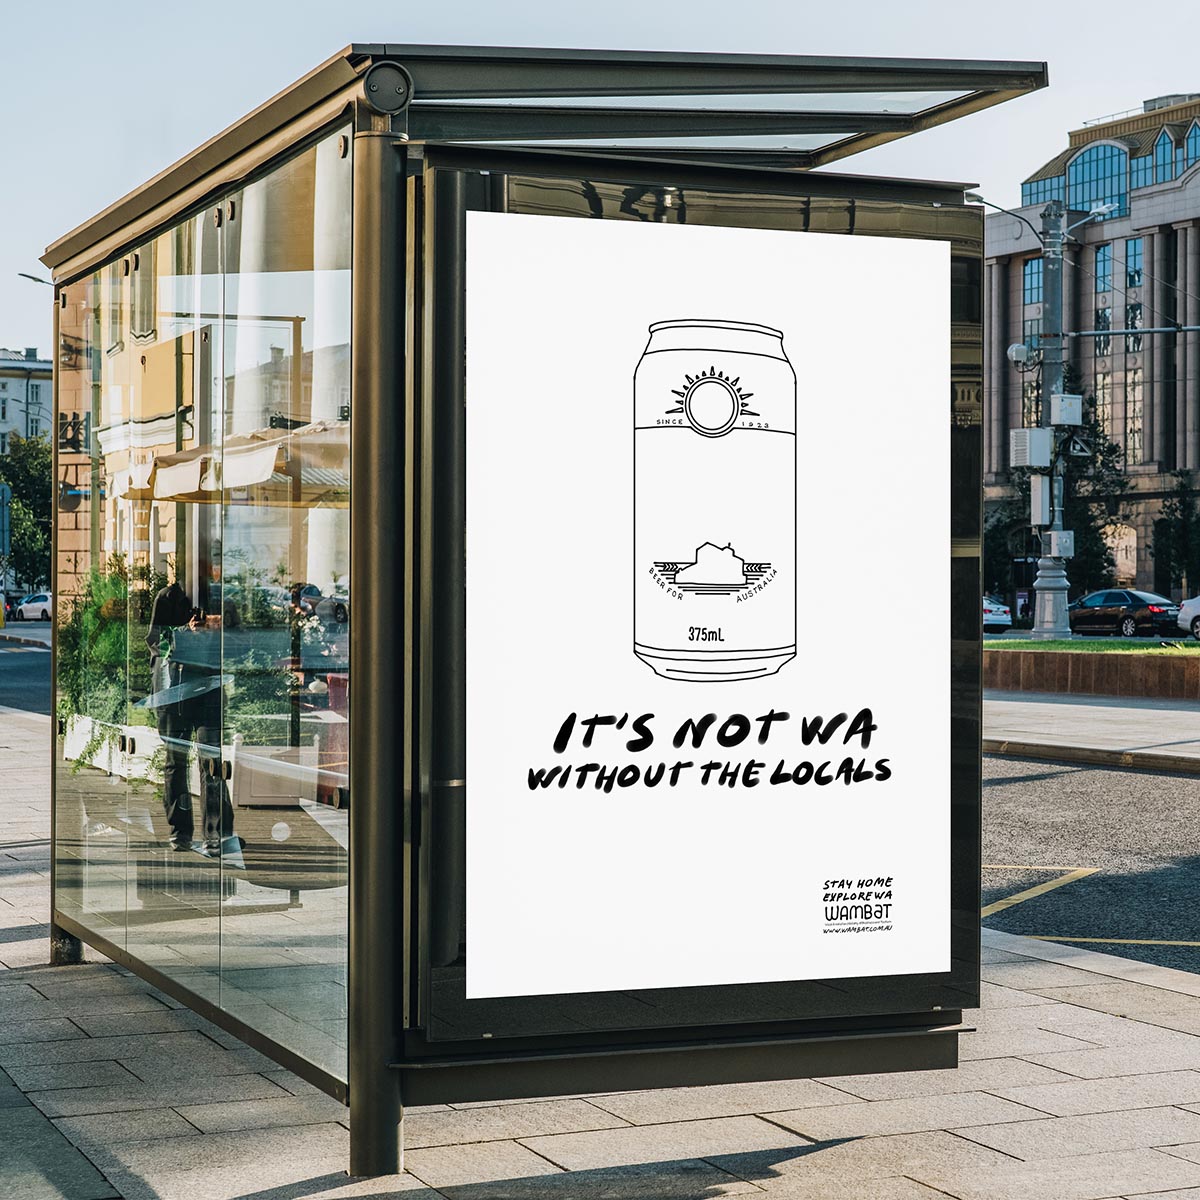 SINCE 1923
BEER FOR AUSTRALIA
375mL
IT'S NOT WA
WITHOUT THE LOCALS
STAY HOME
EXPLORE WA
WAMBAT
WWW.WAMBAT.COM.AU